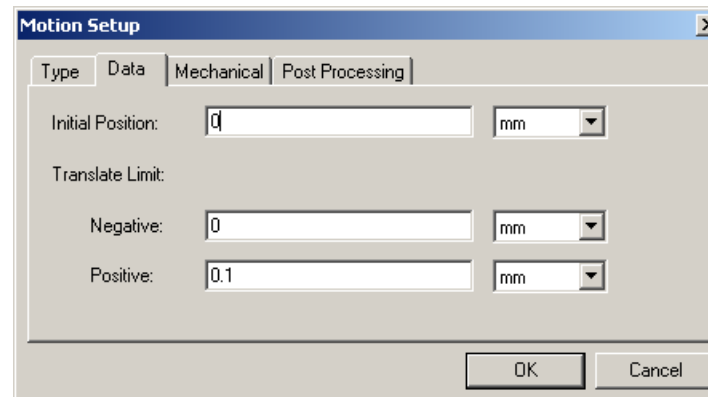 Motion Setup
Type Data Mechanical Post Processing
Initial Position: 0 mm
Translate Limit:
Negative: 0 mm
Positive: 0.1 mm
OK Cancel